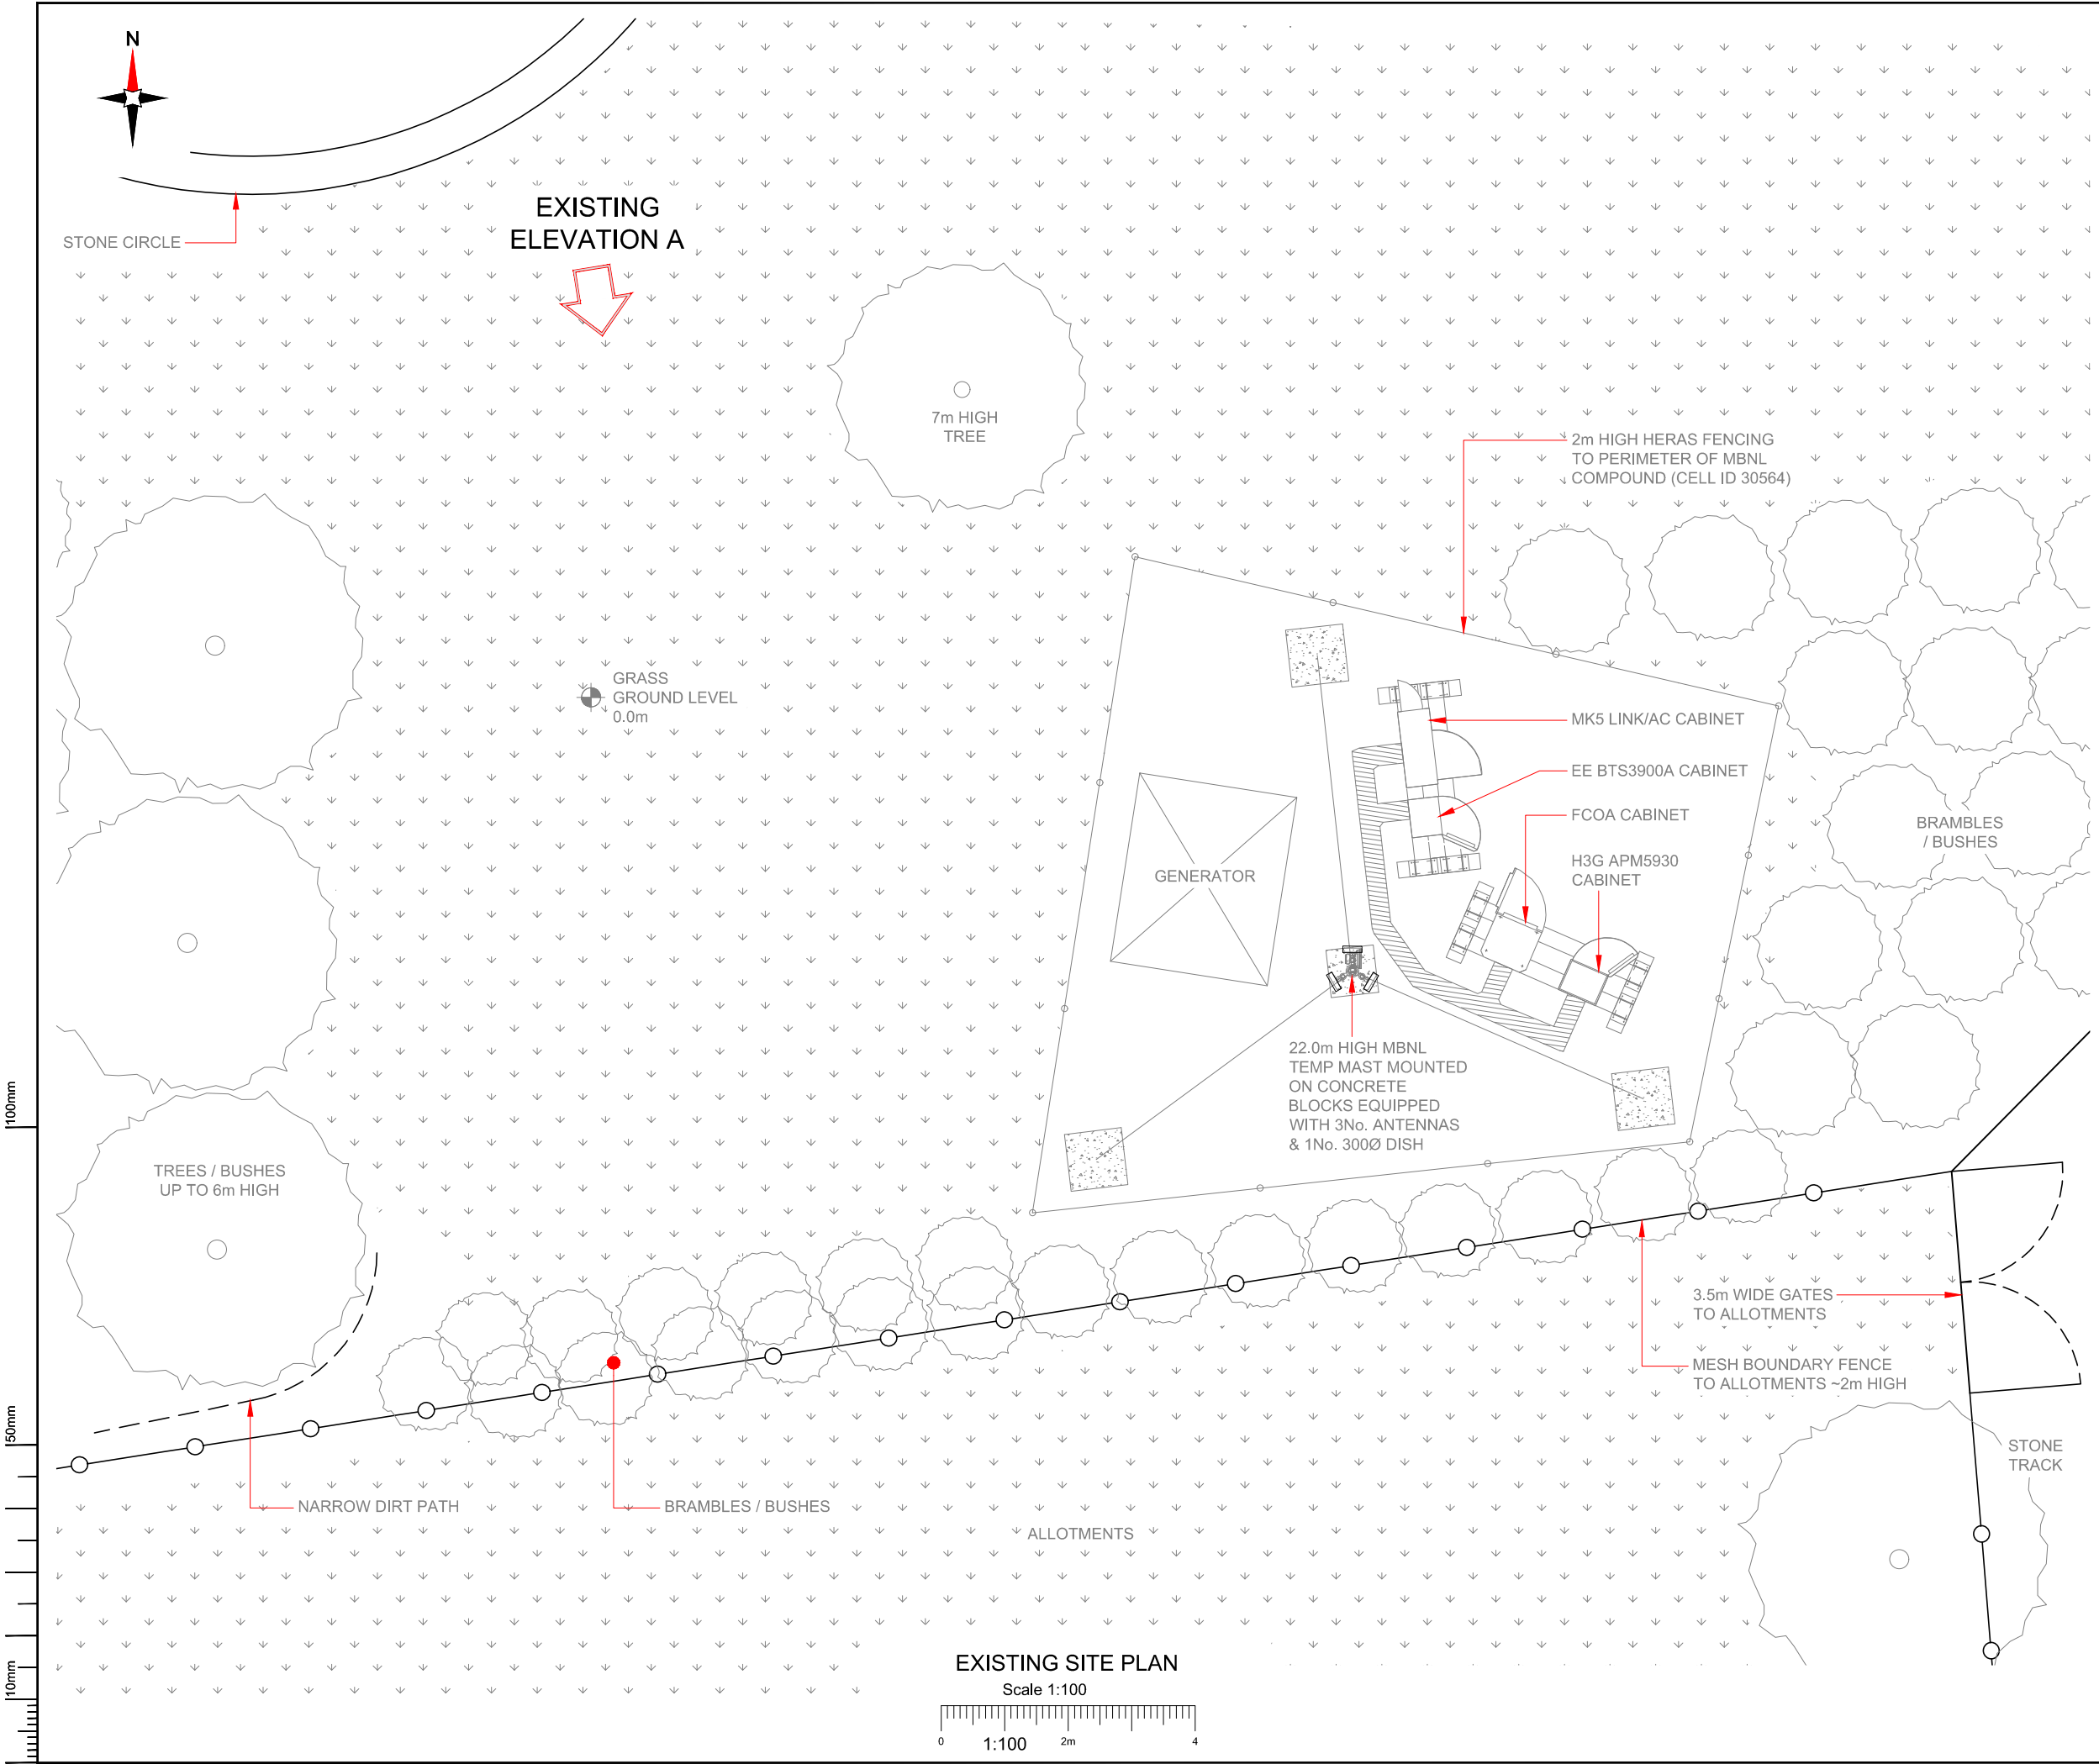 N
STONE CIRCLE
EXISTING
ELEVATION A
7m HIGH
TREE
2m HIGH HERAS FENCING
TO PERIMETER OF MBNL
COMPOUND (CELL ID 30564)
GRASS
GROUND LEVEL
0.0m
MK5 LINK/AC CABINET
EE BTS3900A CABINET
FCOA CABINET
H3G APM5930
CABINET
BRAMBLES
/ BUSHES
GENERATOR
22.0m HIGH MBNL
TEMP MAST MOUNTED
ON CONCRETE
BLOCKS EQUIPPED
WITH 3No. ANTENNAS
& 1No. 300Ø DISH
TREES / BUSHES
UP TO 6m HIGH
3.5m WIDE GATES
TO ALLOTMENTS
MESH BOUNDARY FENCE
TO ALLOTMENTS ~2m HIGH
STONE
TRACK
NARROW DIRT PATH
BRAMBLES / BUSHES
ALLOTMENTS
100mm
50mm
10mm
EXISTING SITE PLAN
Scale 1:100
0 1:100 2m 4